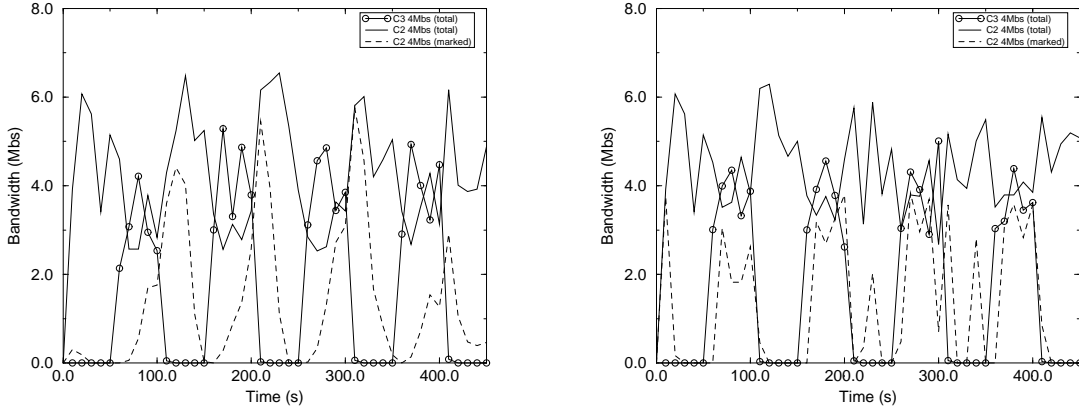 8.0
6.0
4.0
2.0
0.0
Bandwidth (Mbs)
0.0 100.0 200.0 300.0 400.0
Time (s)
C3 4Mbs (total)
C2 4Mbs (total)
C2 4Mbs (marked)
8.0
6.0
4.0
2.0
0.0
Bandwidth (Mbs)
0.0 100.0 200.0 300.0 400.0
Time (s)
C3 4Mbs (total)
C2 4Mbs (total)
C2 4Mbs (marked)